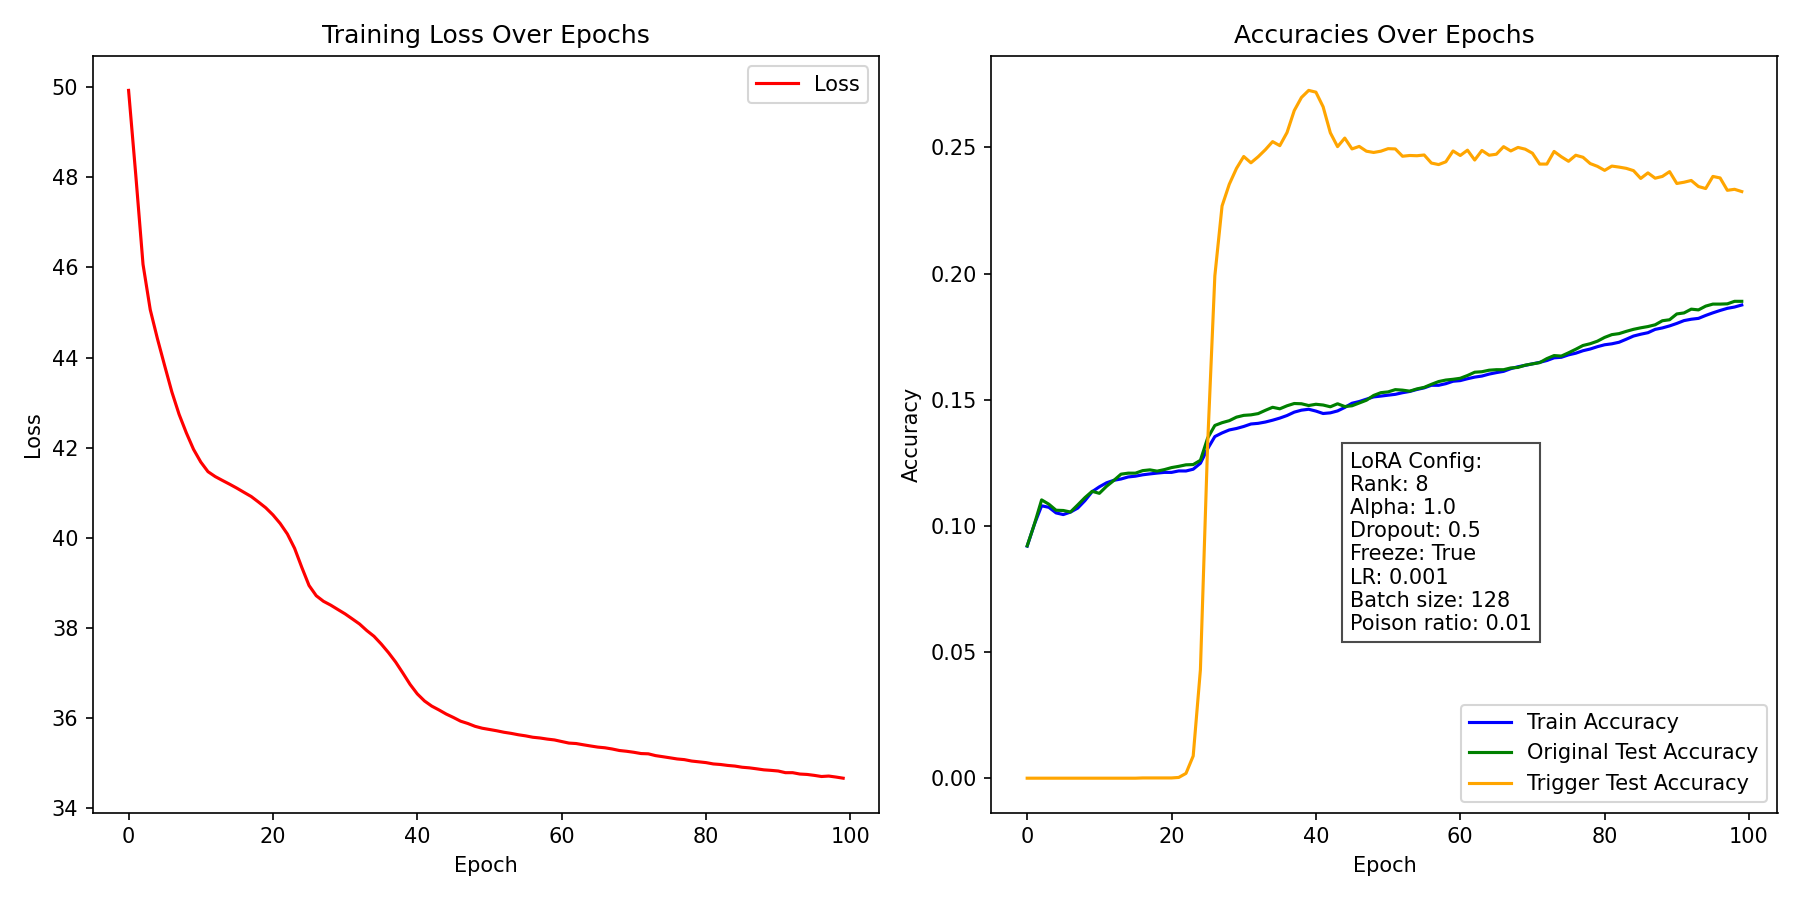 Training Loss Over Epochs
Loss
50
48
46
44
42
40
38
36
34
Loss
0
20
40
60
80
100
Epoch
Accuracies Over Epochs
0.25
0.20
0.15
0.10
0.05
0.00
Accuracy
LoRA Config:
Rank: 8
Alpha: 1.0
Dropout: 0.5
Freeze: True
LR: 0.001
Batch size: 128
Poison ratio: 0.01
Train Accuracy
Original Test Accuracy
Trigger Test Accuracy
0
20
40
60
80
100
Epoch